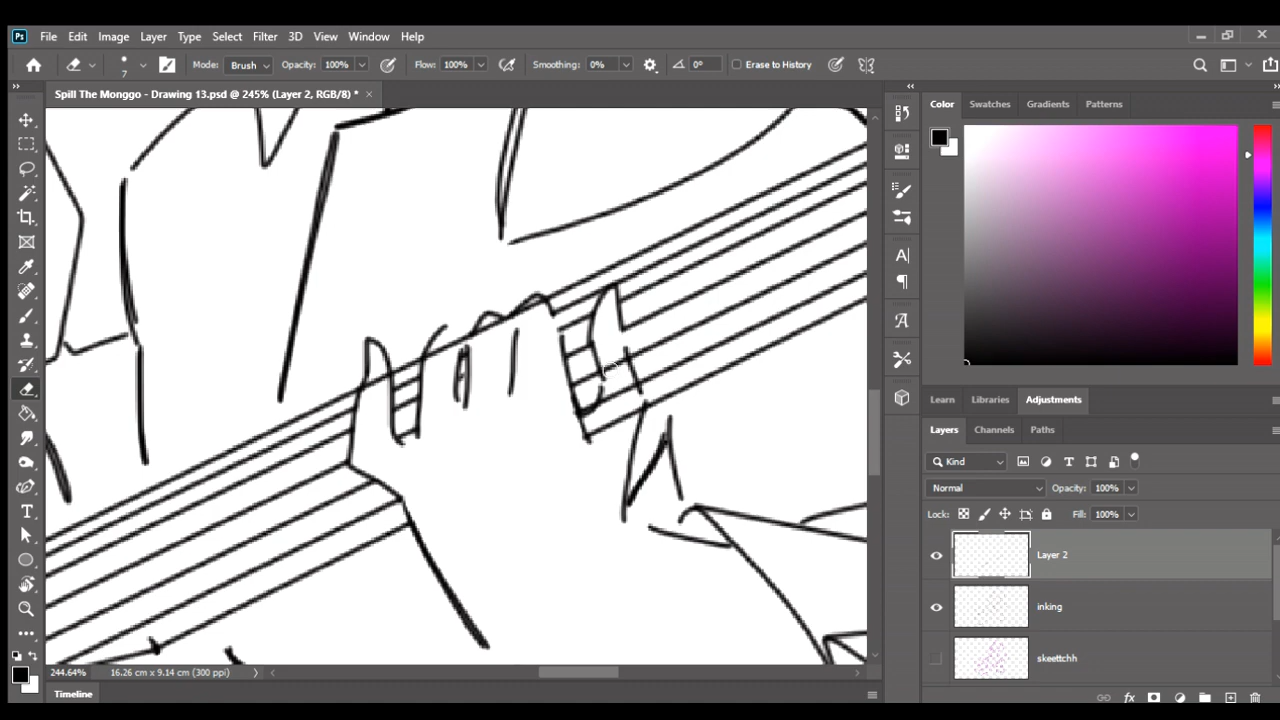 Ps File Edit Image Layer Type Select Filter 3D View Window Help
7 Mode: Brush Opacity: 100% Flow: 100% Smoothing: 0% 0° Erase to History
Spill The Monggo - Drawing 13.psd @ 245% (Layer 2, RGB/8) * ×
Color Swatches Gradients Patterns
Learn Libraries Adjustments
Layers Channels Paths
Kind
Normal Opacity: 100%
Lock: Fill: 100%
Layer 2
inking
skeettchh
244.64% 16.26 cm x 9.14 cm (300 ppi)
Timeline